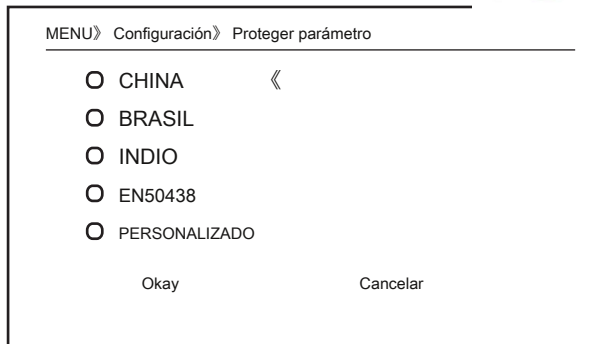 MENU》 Configuración》 Proteger parámetro
CHINA 《
BRASIL
INDIO
EN50438
PERSONALIZADO
Okay Cancelar